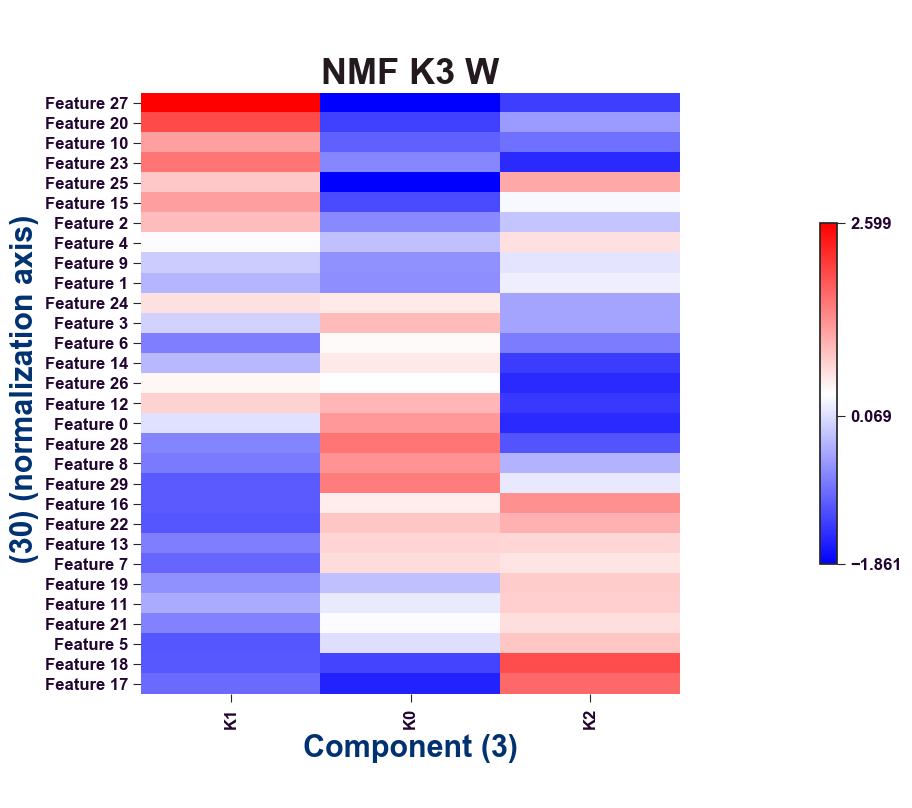 NMF K3 W
Feature 27
Feature 20
Feature 10
Feature 23
Feature 25
Feature 15
Feature 2
Feature 4
Feature 9
Feature 1
Feature 24
Feature 3
Feature 6
Feature 14
Feature 26
Feature 12
Feature 0
Feature 28
Feature 8
Feature 29
Feature 16
Feature 22
Feature 13
Feature 7
Feature 19
Feature 11
Feature 21
Feature 5
Feature 18
Feature 17
(30) (normalization axis)
K1
K0
K2
Component (3)
2.599
0.069
−1.861